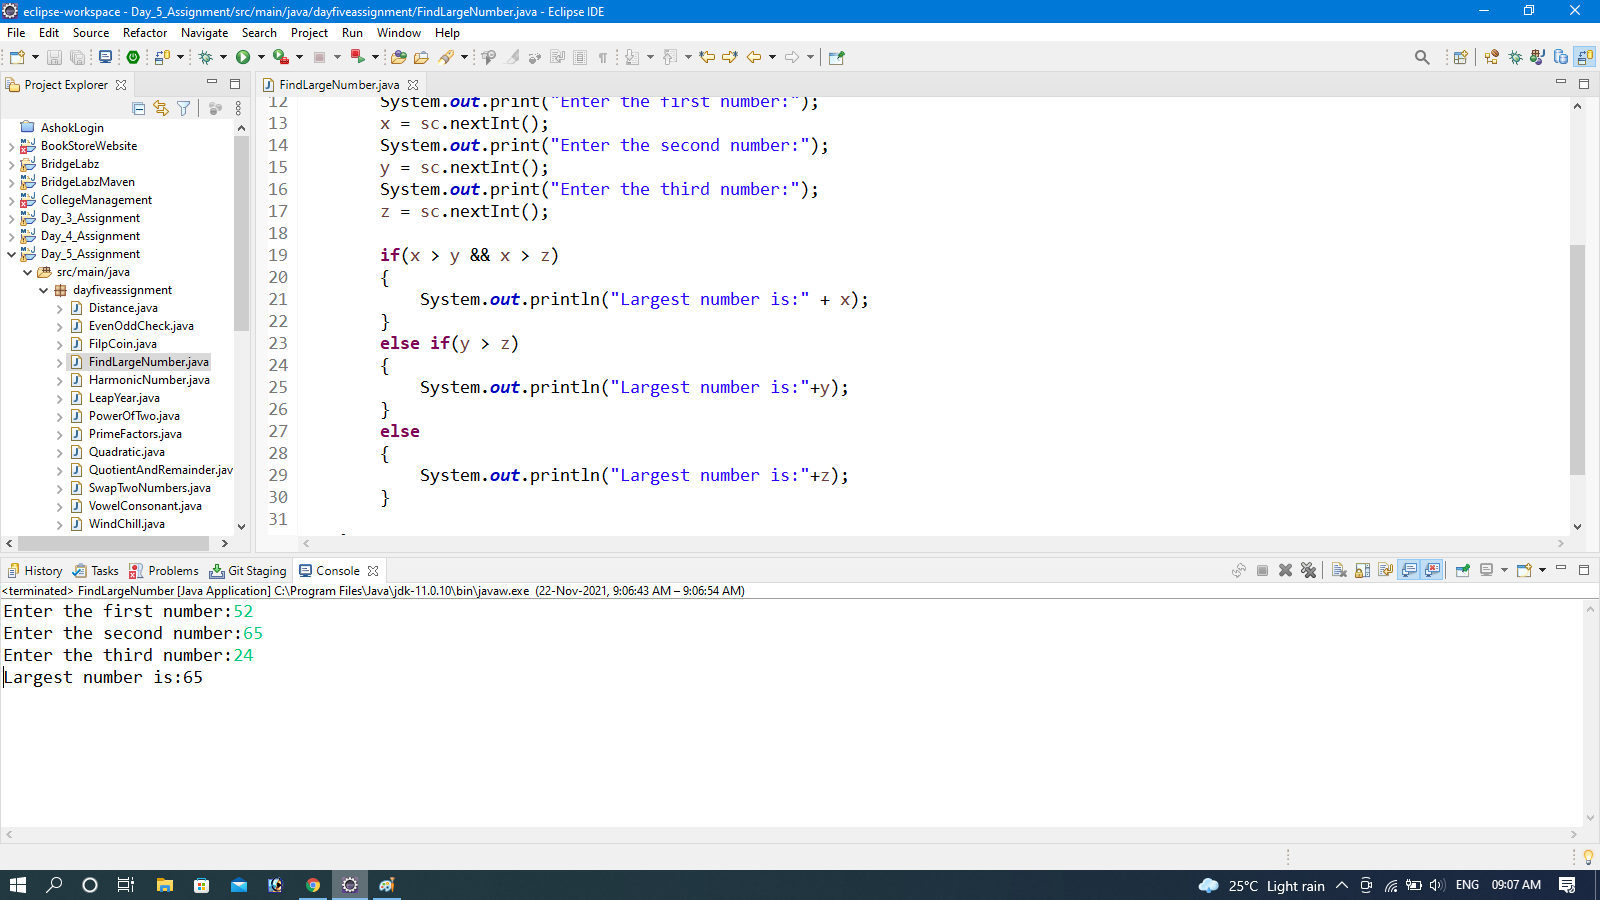 eclipse-workspace - Day_5_Assignment/src/main/java/dayfiveassignment/FindLargeNumber.java - Eclipse IDE
File Edit Source Refactor Navigate Search Project Run Window Help
Project Explorer
AshokLogin
BookStoreWebsite
BridgeLabz
BridgeLabzMaven
CollegeManagement
Day_3_Assignment
Day_4_Assignment
Day_5_Assignment
src/main/java
dayfiveassignment
Distance.java
EvenOddCheck.java
FilpCoin.java
FindLargeNumber.java
HarmonicNumber.java
LeapYear.java
PowerOfTwo.java
PrimeFactors.java
Quadratic.java
QuotientAndRemainder.jav
SwapTwoNumbers.java
VowelConsonant.java
WindChill.java
FindLargeNumber.java
12 System.out.print("Enter the first number:");
13 x = sc.nextInt();
14 System.out.print("Enter the second number:");
15 y = sc.nextInt();
16 System.out.print("Enter the third number:");
17 z = sc.nextInt();
18
19 if(x > y && x > z)
20 {
21 System.out.println("Largest number is:" + x);
22 }
23 else if(y > z)
24 {
25 System.out.println("Largest number is:"+y);
26 }
27 else
28 {
29 System.out.println("Largest number is:"+z);
30 }
31
History Tasks Problems Git Staging Console
<terminated> FindLargeNumber [Java Application] C:\Program Files\Java\jdk-11.0.10\bin\javaw.exe (22-Nov-2021, 9:06:43 AM – 9:06:54 AM)
Enter the first number:52
Enter the second number:65
Enter the third number:24
Largest number is:65
25°C Light rain ENG 09:07 AM